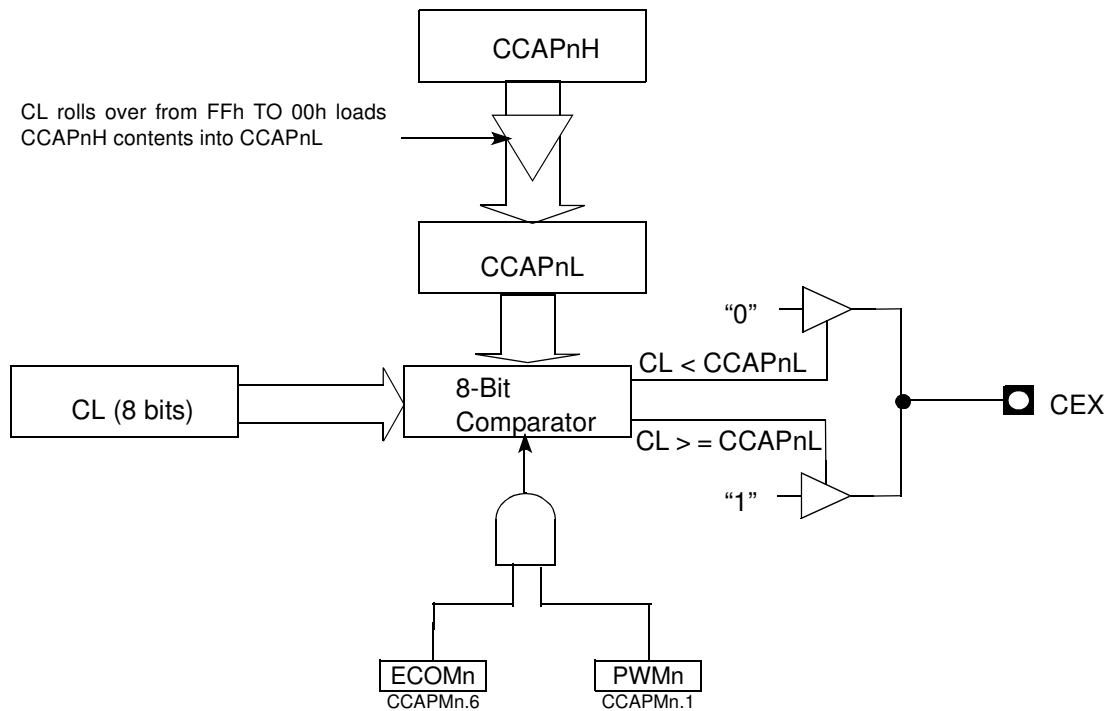 CCAPnH
CL rolls over from FFh TO 00h loads
CCAPnH contents into CCAPnL
CCAPnL
“0”
CL < CCAPnL
CL (8 bits)
8-Bit
Comparator
CEX
CL > = CCAPnL
“1”
ECOMn
CCAPMn.6
PWMn
CCAPMn.1